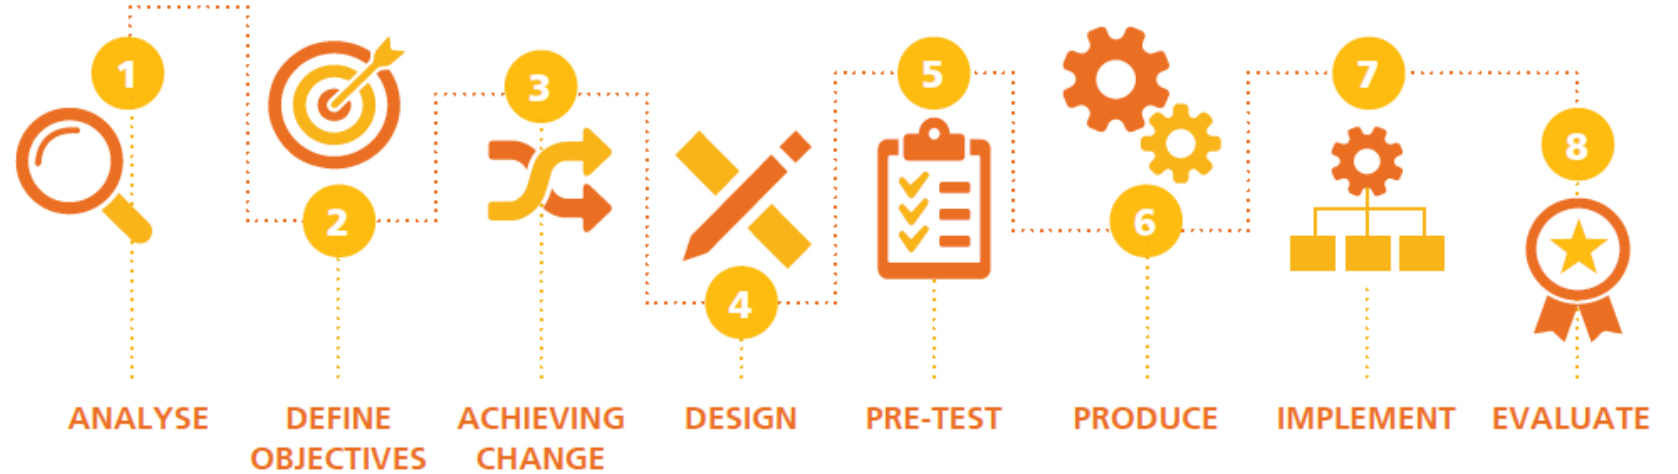 1
2
3
4
5
6
7
8
ANALYSE
DEFINE
OBJECTIVES
ACHIEVING
CHANGE
DESIGN
PRE-TEST
PRODUCE
IMPLEMENT
EVALUATE